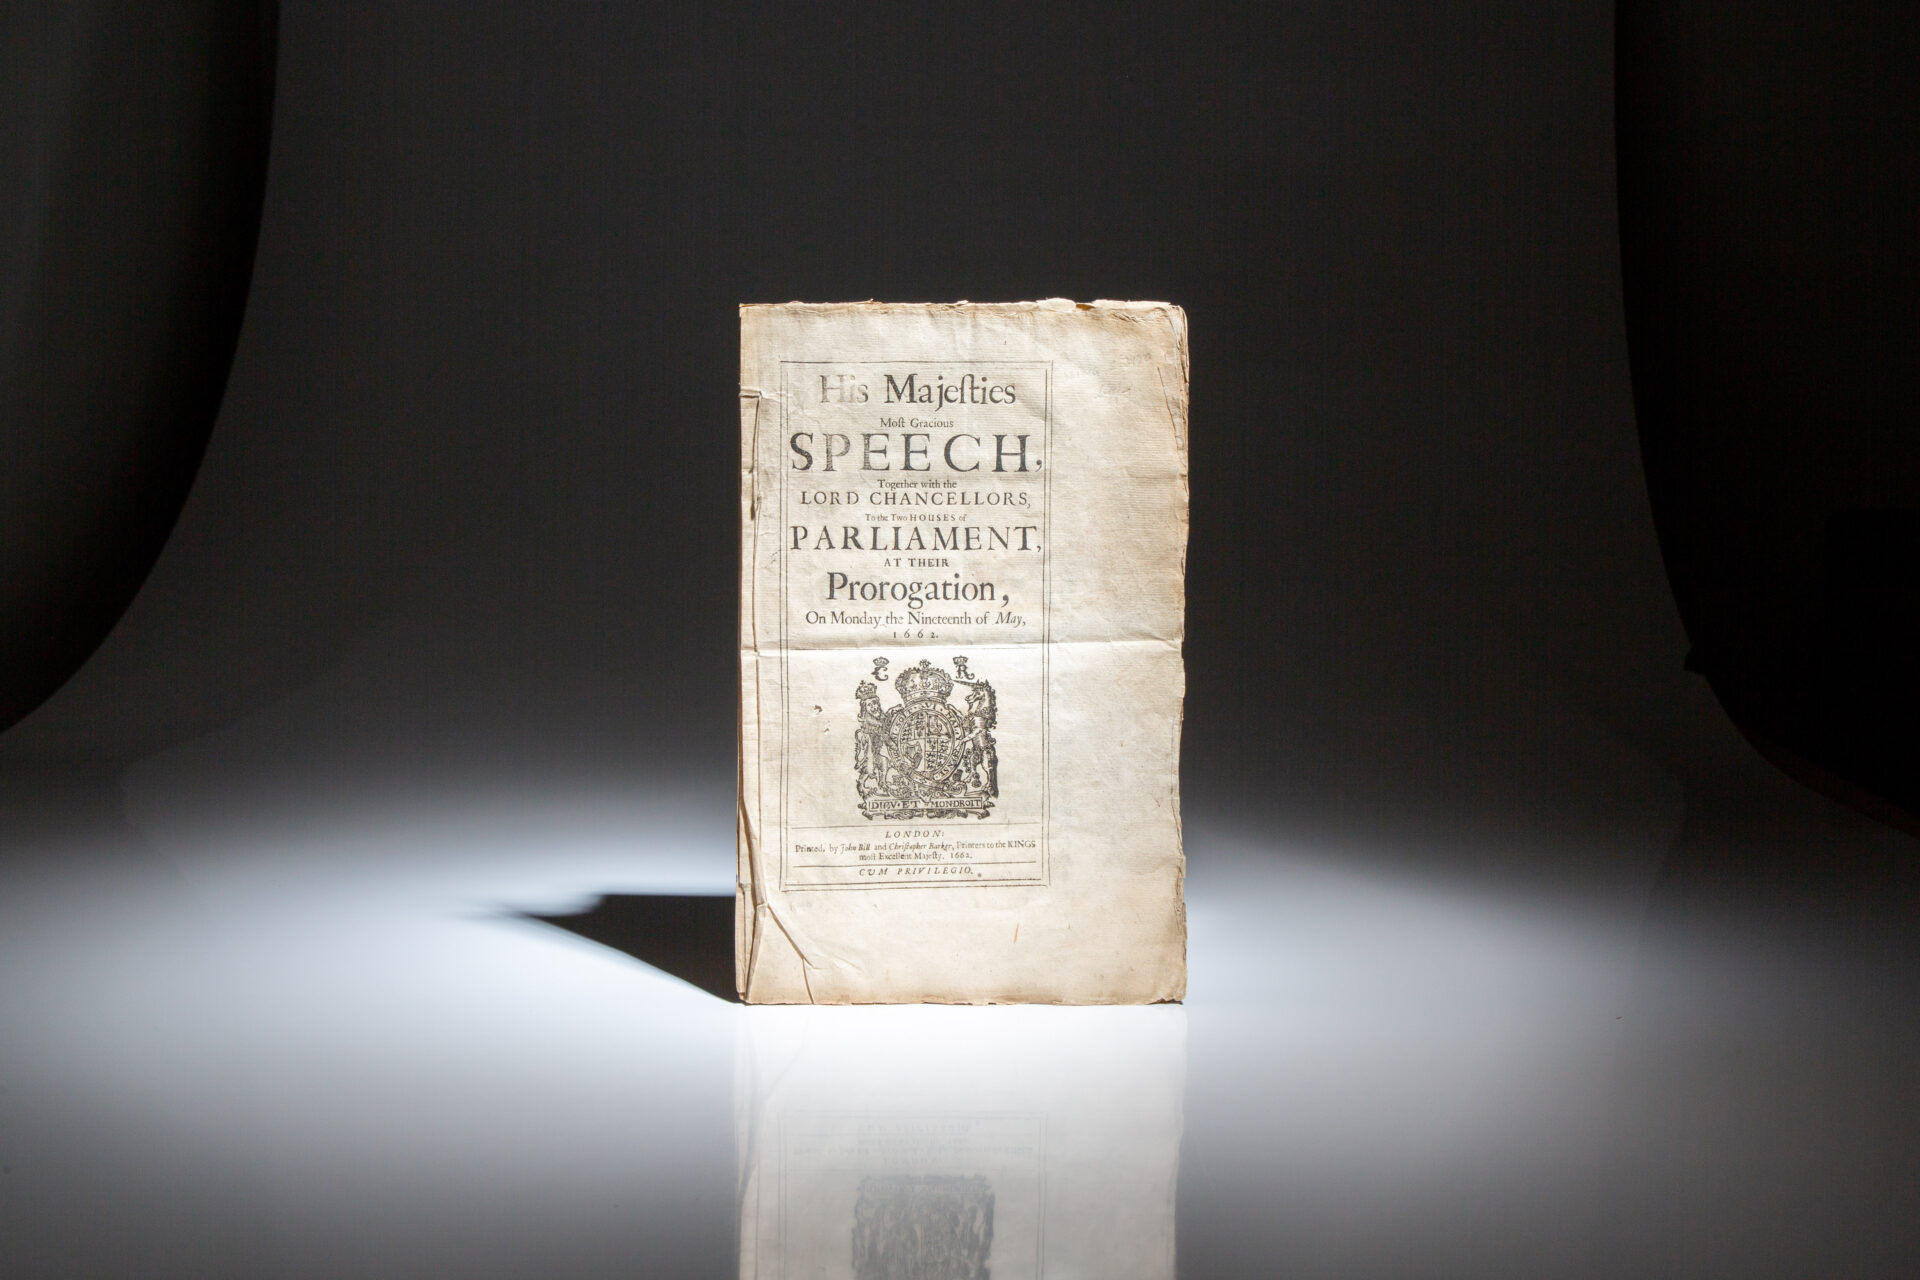 His Majeſties
Moſt Gracious
SPEECH,
Together with the
LORD CHANCELLORS,
To the Two HOUSES of
PARLIAMENT,
AT THEIR
Prorogation,
On Monday the Nineteenth of May,
1662.
C R
DIEV·ET·MONDROIT
LONDON:
Printed, by John Bill and Chriſtopher Barker, Printers to the KINGS
moſt Excellent Majeſty. 1662.
CVM PRIVILEGIO.